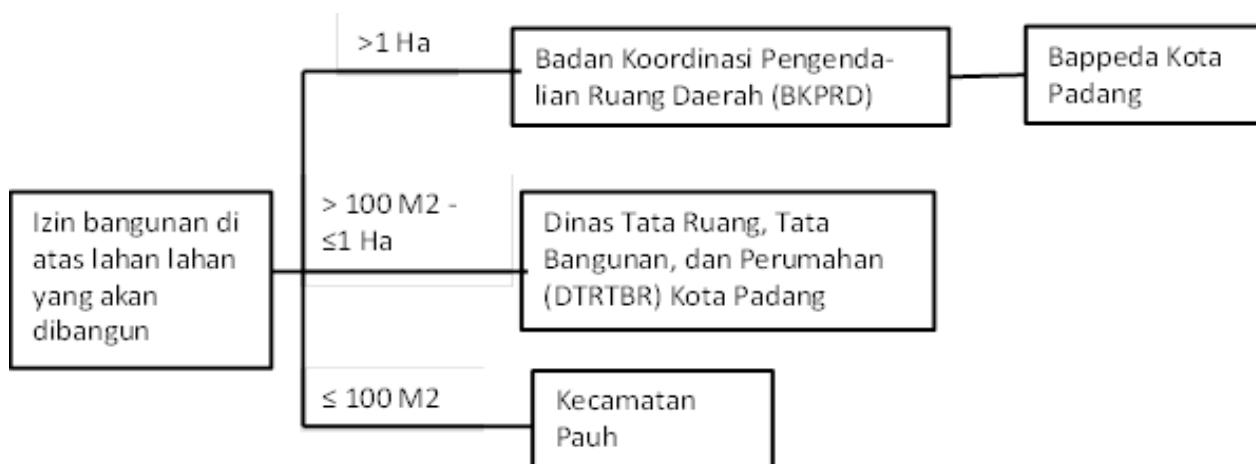 >1 Ha
Badan Koordinasi Pengenda-
lian Ruang Daerah (BKPRD)
Bappeda Kota
Padang
Izin bangunan di
atas lahan lahan
yang akan
dibangun
> 100 M2 -
≤1 Ha
Dinas Tata Ruang, Tata
Bangunan, dan Perumahan
(DTRTBR) Kota Padang
≤ 100 M2
Kecamatan
Pauh